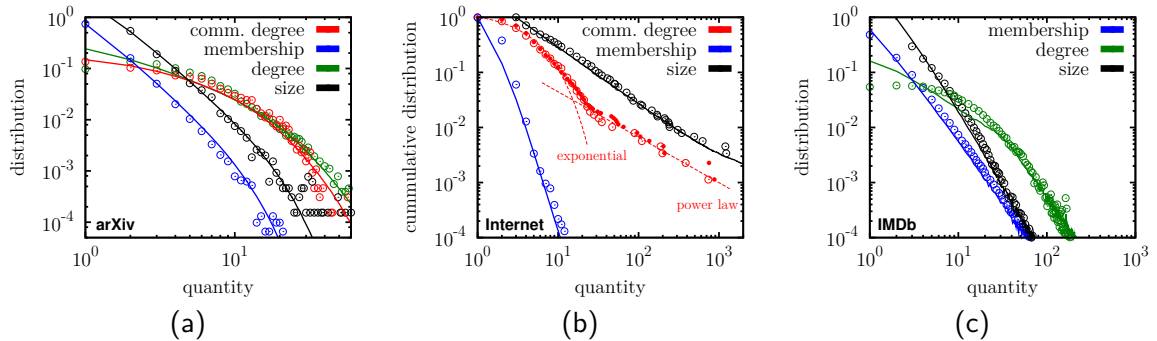 distribution
10^0
10^-1
10^-2
10^-3
10^-4
comm. degree
membership
degree
size
arXiv
10^0
10^1
quantity
(a)
cummulative distribution
10^0
10^-1
10^-2
10^-3
10^-4
comm. degree
membership
size
exponential
power law
Internet
10^0
10^1
10^2
10^3
quantity
(b)
distribution
10^0
10^-1
10^-2
10^-3
10^-4
membership
degree
size
IMDb
10^0
10^1
10^2
10^3
quantity
(c)